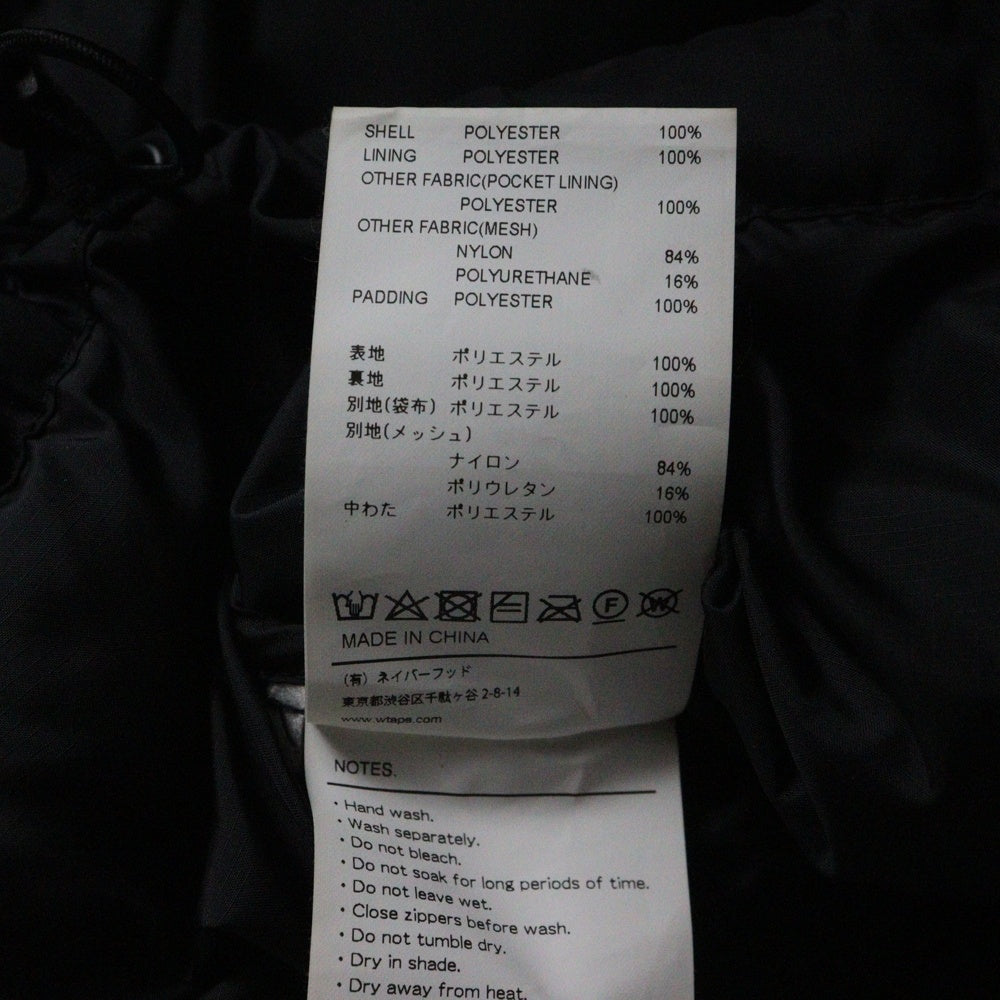 SHELL POLYESTER 100%
LINING POLYESTER 100%
OTHER FABRIC(POCKET LINING)
POLYESTER 100%
OTHER FABRIC(MESH)
NYLON 84%
POLYURETHANE 16%
PADDING POLYESTER 100%
表地 ポリエステル 100%
裏地 ポリエステル 100%
別地(袋布) ポリエステル 100%
別地(メッシュ)
ナイロン 84%
ポリウレタン 16%
中わた ポリエステル 100%
F W
MADE IN CHINA
(有) ネイバーフッド
東京都渋谷区千駄ヶ谷 2-8-14
www.wtaps.com
NOTES.
・Hand wash.
・Wash separately.
・Do not bleach.
・Do not soak for long periods of time.
・Do not leave wet.
・Close zippers before wash.
・Do not tumble dry.
・Dry in shade.
・Dry away from heat.